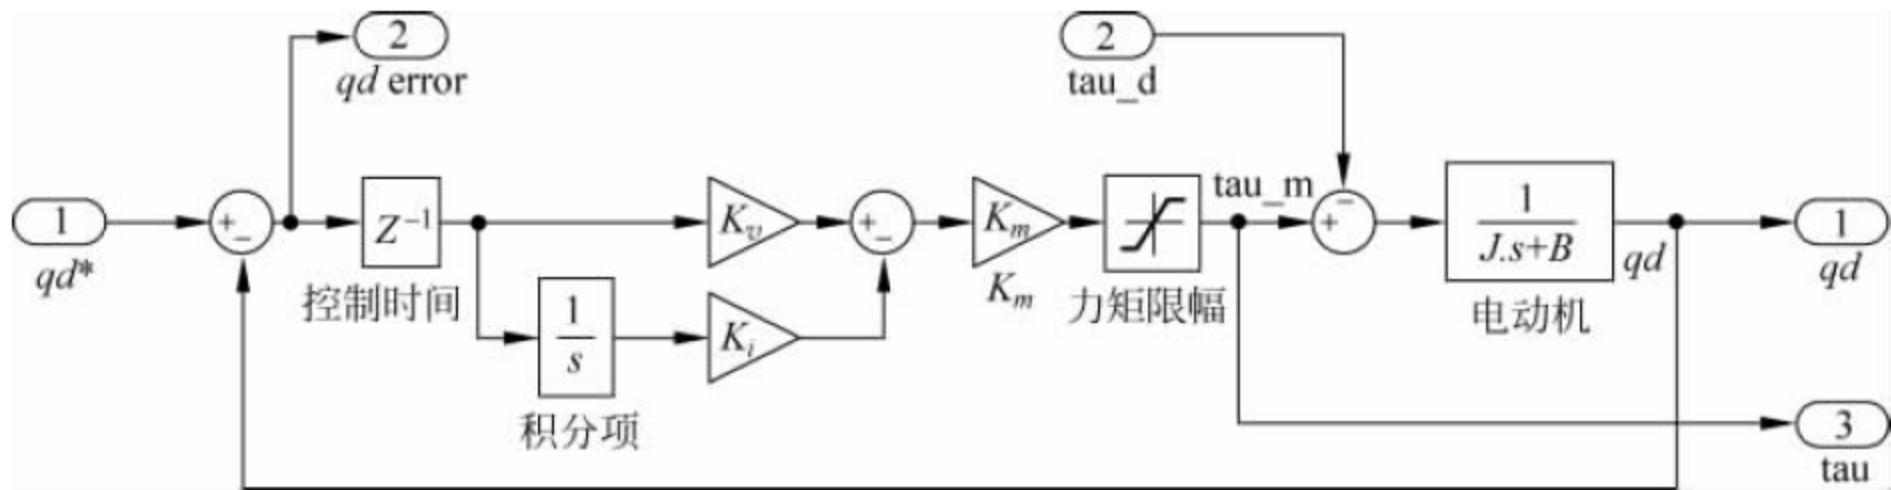 2
qd error
2
tau_d
1
qd*
+
−
Z⁻¹
控制时间
1
s
积分项
Kᵥ
Kᵢ
+
−
Kₘ
Kₘ
力矩限幅
tau_m
−
+
1
J.s+B
电动机
qd
1
qd
3
tau